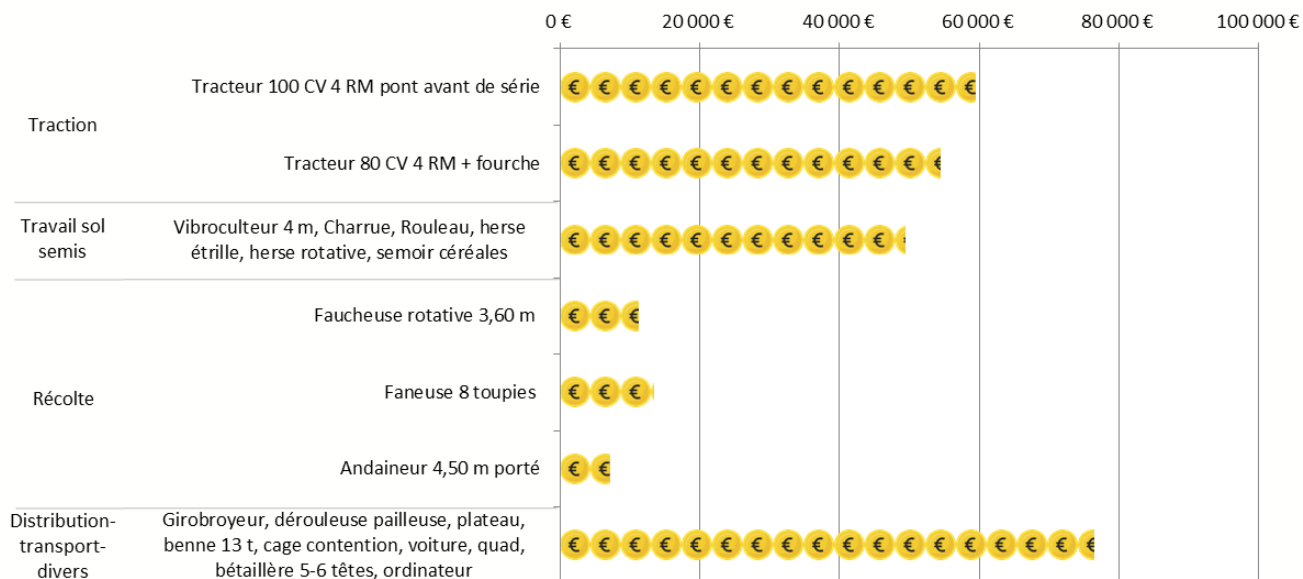 0 € 20 000 € 40 000 € 60 000 € 80 000 € 100 000 €
Traction
Tracteur 100 CV 4 RM pont avant de série
€ € € € € € € € € € € € € €
Tracteur 80 CV 4 RM + fourche
€ € € € € € € € € € € € €
Travail sol
semis
Vibroculteur 4 m, Charrue, Rouleau, herse
étrille, herse rotative, semoir céréales
€ € € € € € € € € € € €
Récolte
Faucheuse rotative 3,60 m
€ € €
Faneuse 8 toupies
€ € €
Andaineur 4,50 m porté
€ €
Distribution-
transport-
divers
Girobroyeur, dérouleuse pailleuse, plateau,
benne 13 t, cage contention, voiture, quad,
bétaillère 5-6 têtes, ordinateur
€ € € € € € € € € € € € € € € € € €